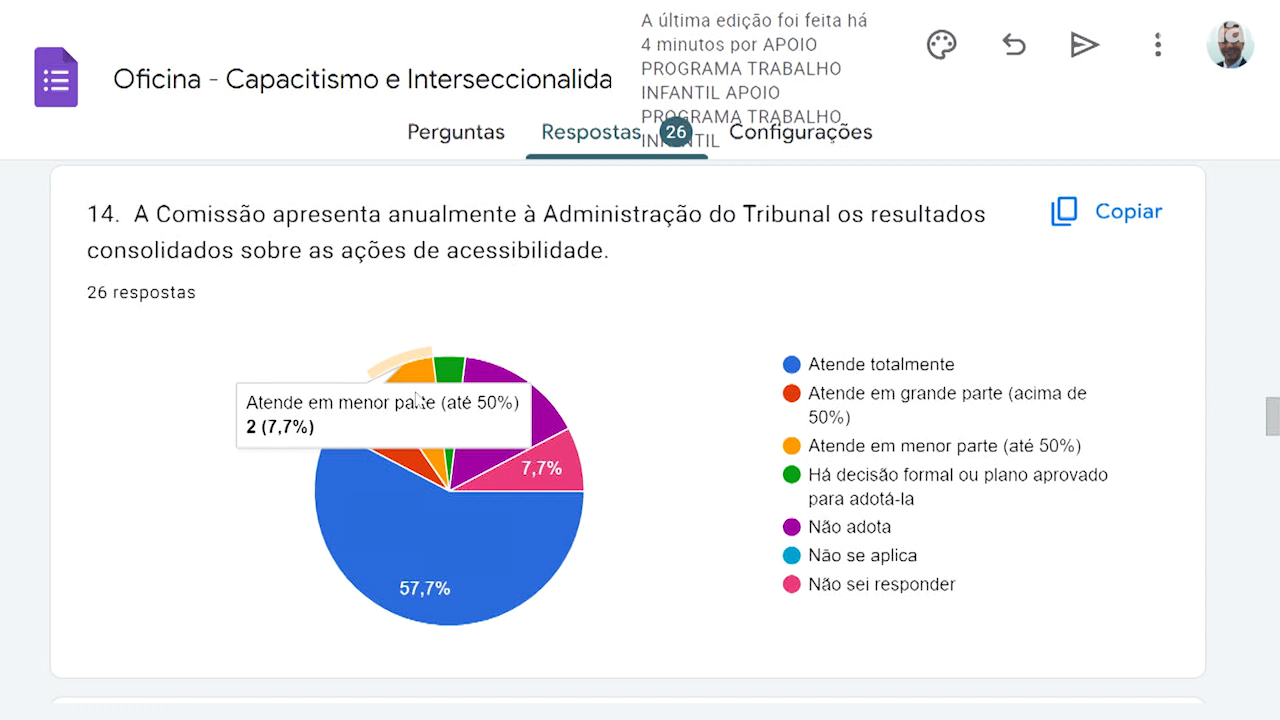 A última edição foi feita há
4 minutos por APOIO
PROGRAMA TRABALHO
INFANTIL APOIO
PROGRAMA TRABALHO
Oficina - Capacitismo e Interseccionalida
Perguntas
Respostas
26
Configurações
14. A Comissão apresenta anualmente à Administração do Tribunal os resultados
consolidados sobre as ações de acessibilidade.
Copiar
26 respostas
Atende em menor parte (até 50%)
2 (7,7%)
7,7%
57,7%
Atende totalmente
Atende em grande parte (acima de
50%)
Atende em menor parte (até 50%)
Há decisão formal ou plano aprovado
para adotá-la
Não adota
Não se aplica
Não sei responder